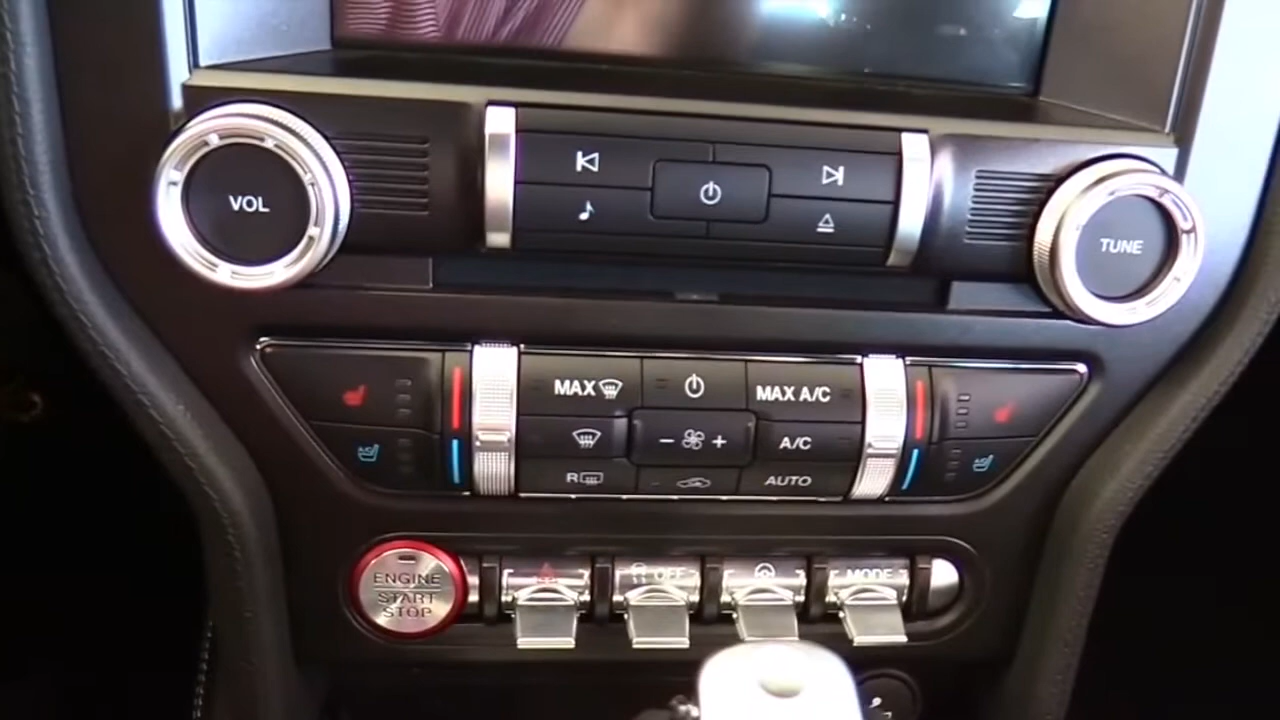 VOL
TUNE
MAX
MAX A/C
A/C
R
AUTO
ENGINE
START
STOP
OFF
MODE